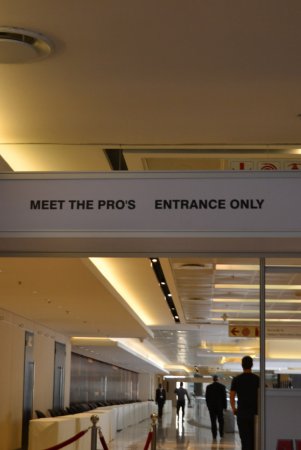 MEET THE PRO'S ENTRANCE ONLY